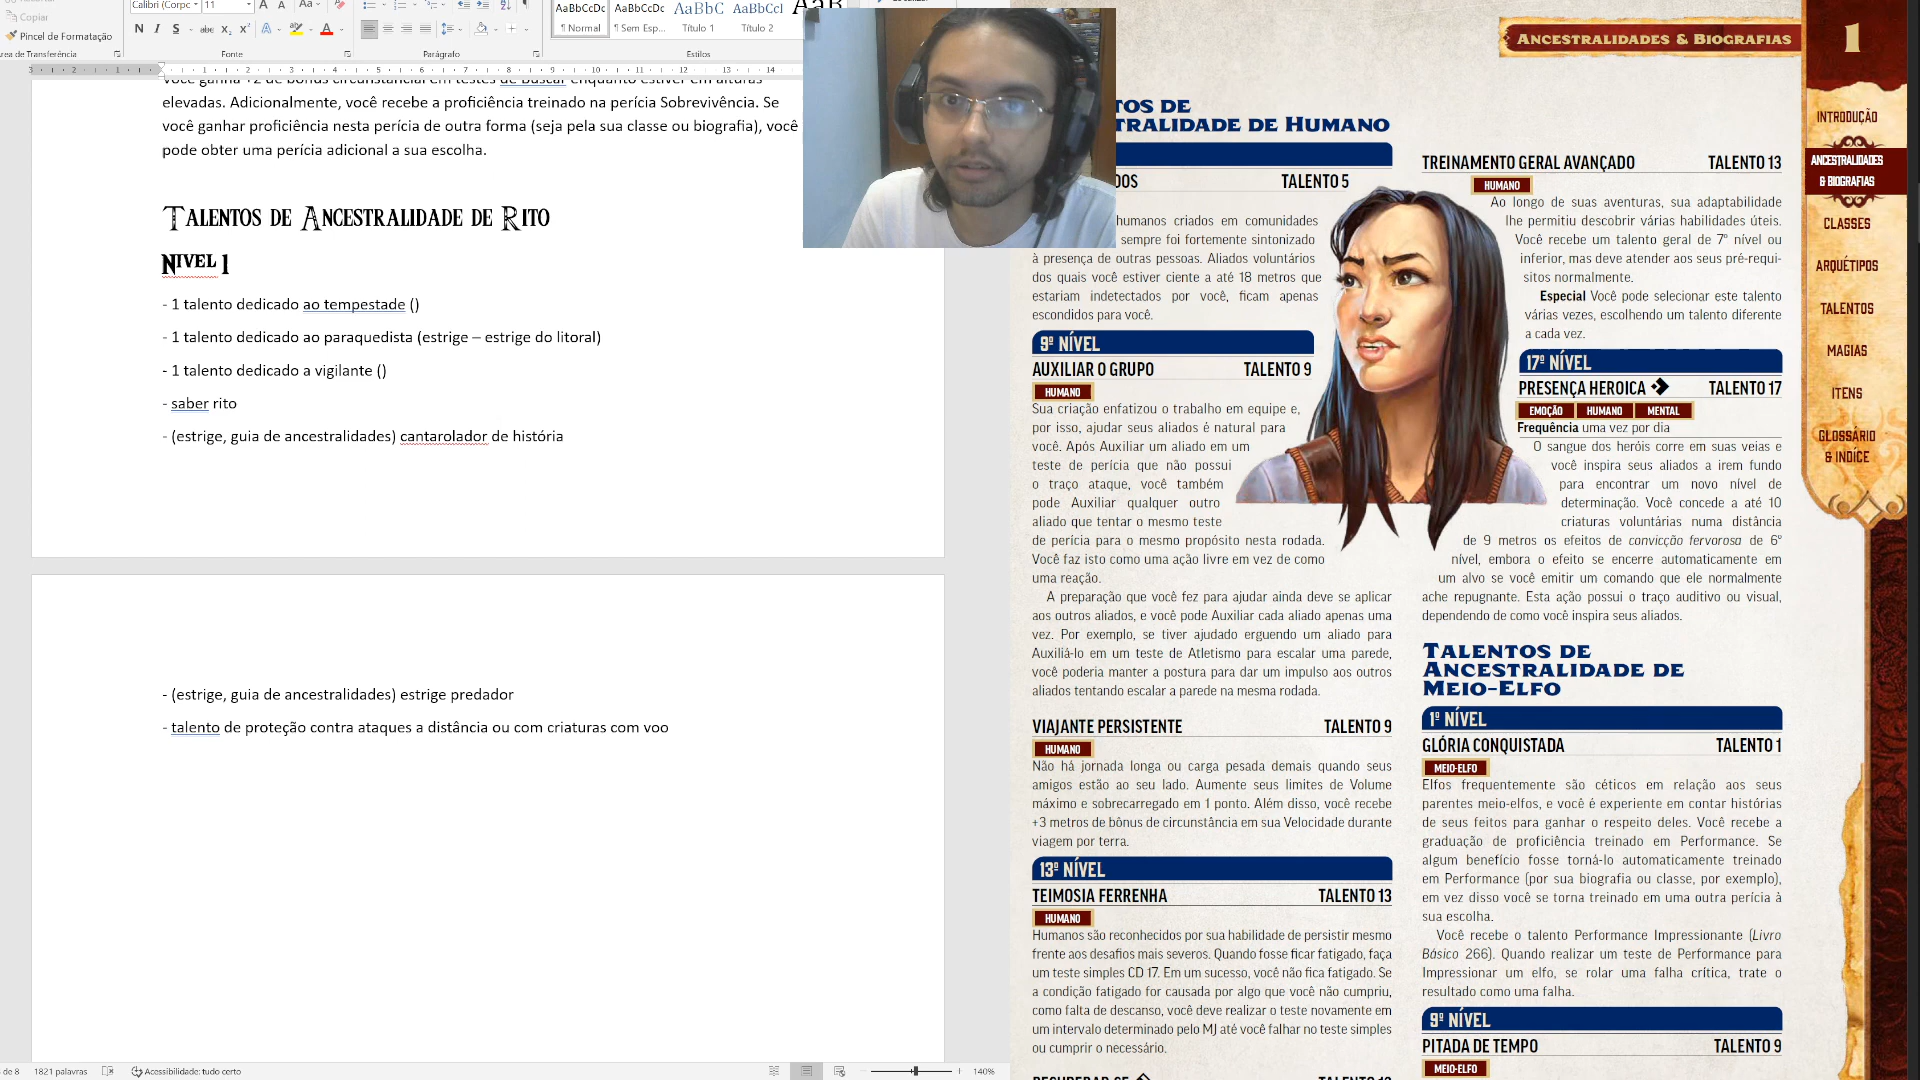 Copiar
Pincel de Formatação
Calibri (Corpo
11
Aa
N I S abc X₂ X²
AaBbCcDc
AaBbCcDc
AaBbC
AaBbCcI
¶ Normal
¶ Sem Esp...
Título 1
Título 2
Fonte
Parágrafo
Estilos
elevadas. Adicionalmente, você recebe a proficiência treinado na perícia Sobrevivência. Se
você ganhar proficiência nesta perícia de outra forma (seja pela sua classe ou biografia), você
pode obter uma perícia adicional a sua escolha.
Talentos de Ancestralidade de Rito
Nivel 1
- 1 talento dedicado ao tempestade ()
- 1 talento dedicado ao paraquedista (estrige – estrige do litoral)
- 1 talento dedicado a vigilante ()
- saber rito
- (estrige, guia de ancestralidades) cantarolador de história
- (estrige, guia de ancestralidades) estrige predador
- talento de proteção contra ataques a distância ou com criaturas com voo
de 8
1821 palavras
Acessibilidade: tudo certo
140%
TOS DE
TRALIDADE DE HUMANO
DOS TALENTO 5
humanos criados em comunidades
sempre foi fortemente sintonizado
à presença de outras pessoas. Aliados voluntários
dos quais você estiver ciente a até 18 metros que
estariam indetectados por você, ficam apenas
escondidos para você.
9º NÍVEL
AUXILIAR O GRUPO TALENTO 9
HUMANO
Sua criação enfatizou o trabalho em equipe e,
por isso, ajudar seus aliados é natural para
você. Após Auxiliar um aliado em um
teste de perícia que não possui
o traço ataque, você também
pode Auxiliar qualquer outro
aliado que tentar o mesmo teste
de perícia para o mesmo propósito nesta rodada.
Você faz isto como uma ação livre em vez de como
uma reação.
A preparação que você fez para ajudar ainda deve se aplicar
aos outros aliados, e você pode Auxiliar cada aliado apenas uma
vez. Por exemplo, se tiver ajudado erguendo um aliado para
Auxiliá-lo em um teste de Atletismo para escalar uma parede,
você poderia manter a postura para dar um impulso aos outros
aliados tentando escalar a parede na mesma rodada.
VIAJANTE PERSISTENTE TALENTO 9
HUMANO
Não há jornada longa ou carga pesada demais quando seus
amigos estão ao seu lado. Aumente seus limites de Volume
máximo e sobrecarregado em 1 ponto. Além disso, você recebe
+3 metros de bônus de circunstância em sua Velocidade durante
viagem por terra.
13º NÍVEL
TEIMOSIA FERRENHA TALENTO 13
HUMANO
Humanos são reconhecidos por sua habilidade de persistir mesmo
frente aos desafios mais severos. Quando fosse ficar fatigado, faça
um teste simples CD 17. Em um sucesso, você não fica fatigado. Se
a condição fatigado for causada por algo que você não cumpriu,
como falta de descanso, você deve realizar o teste novamente em
um intervalo determinado pelo MJ até você falhar no teste simples
ou cumprir o necessário.
ANCESTRALIDADES & BIOGRAFIAS
1
TREINAMENTO GERAL AVANÇADO TALENTO 13
HUMANO
Ao longo de suas aventuras, sua adaptabilidade
lhe permitiu descobrir várias habilidades úteis.
Você recebe um talento geral de 7º nível ou
inferior, mas deve atender aos seus pré-requi-
sitos normalmente.
Especial Você pode selecionar este talento
várias vezes, escolhendo um talento diferente
a cada vez.
17º NÍVEL
PRESENÇA HEROICA TALENTO 17
EMOÇÃO HUMANO MENTAL
Frequência uma vez por dia
O sangue dos heróis corre em suas veias e
você inspira seus aliados a irem fundo
para encontrar um novo nível de
determinação. Você concede a até 10
criaturas voluntárias numa distância
de 9 metros os efeitos de convicção fervorosa de 6º
nível, embora o efeito se encerre automaticamente em
um alvo se você emitir um comando que ele normalmente
ache repugnante. Esta ação possui o traço auditivo ou visual,
dependendo de como você inspira seus aliados.
TALENTOS DE
ANCESTRALIDADE DE
MEIO-ELFO
1º NÍVEL
GLÓRIA CONQUISTADA TALENTO 1
MEIO-ELFO
Elfos frequentemente são céticos em relação aos seus
parentes meio-elfos, e você é experiente em contar histórias
de seus feitos para ganhar o respeito deles. Você recebe a
graduação de proficiência treinado em Performance. Se
algum benefício fosse torná-lo automaticamente treinado
em Performance (por sua biografia ou classe, por exemplo),
em vez disso você se torna treinado em uma outra perícia à
sua escolha.
Você recebe o talento Performance Impressionante (Livro
Básico 266). Quando realizar um teste de Performance para
Impressionar um elfo, se rolar uma falha crítica, trate o
resultado como uma falha.
9º NÍVEL
PITADA DE TEMPO TALENTO 9
MEIO-ELFO
INTRODUÇÃO
ANCESTRALIDADES
& BIOGRAFIAS
CLASSES
ARQUÉTIPOS
TALENTOS
MAGIAS
ITENS
GLOSSÁRIO
& ÍNDICE